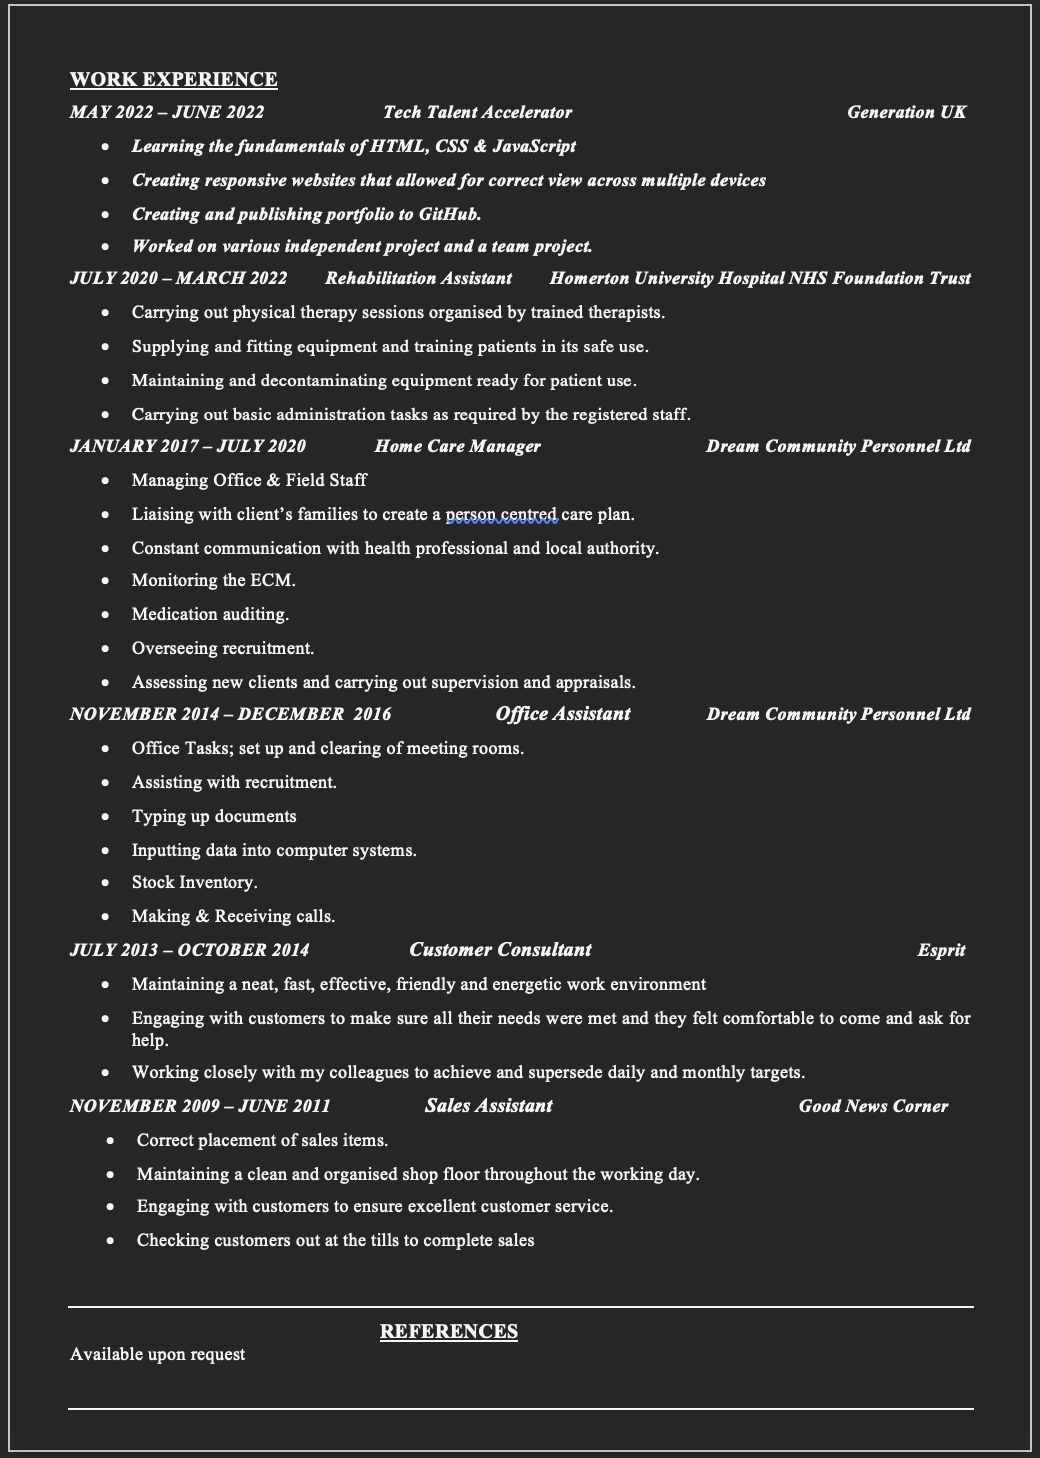 WORK EXPERIENCE
MAY 2022 – JUNE 2022 Tech Talent Accelerator Generation UK
• Learning the fundamentals of HTML, CSS & JavaScript
• Creating responsive websites that allowed for correct view across multiple devices
• Creating and publishing portfolio to GitHub.
• Worked on various independent project and a team project.
JULY 2020 – MARCH 2022 Rehabilitation Assistant Homerton University Hospital NHS Foundation Trust
• Carrying out physical therapy sessions organised by trained therapists.
• Supplying and fitting equipment and training patients in its safe use.
• Maintaining and decontaminating equipment ready for patient use.
• Carrying out basic administration tasks as required by the registered staff.
JANUARY 2017 – JULY 2020 Home Care Manager Dream Community Personnel Ltd
• Managing Office & Field Staff
• Liaising with client’s families to create a person centred care plan.
• Constant communication with health professional and local authority.
• Monitoring the ECM.
• Medication auditing.
• Overseeing recruitment.
• Assessing new clients and carrying out supervision and appraisals.
NOVEMBER 2014 – DECEMBER 2016 Office Assistant Dream Community Personnel Ltd
• Office Tasks; set up and clearing of meeting rooms.
• Assisting with recruitment.
• Typing up documents
• Inputting data into computer systems.
• Stock Inventory.
• Making & Receiving calls.
JULY 2013 – OCTOBER 2014 Customer Consultant Esprit
• Maintaining a neat, fast, effective, friendly and energetic work environment
• Engaging with customers to make sure all their needs were met and they felt comfortable to come and ask for
help.
• Working closely with my colleagues to achieve and supersede daily and monthly targets.
NOVEMBER 2009 – JUNE 2011 Sales Assistant Good News Corner
• Correct placement of sales items.
• Maintaining a clean and organised shop floor throughout the working day.
• Engaging with customers to ensure excellent customer service.
• Checking customers out at the tills to complete sales
REFERENCES
Available upon request